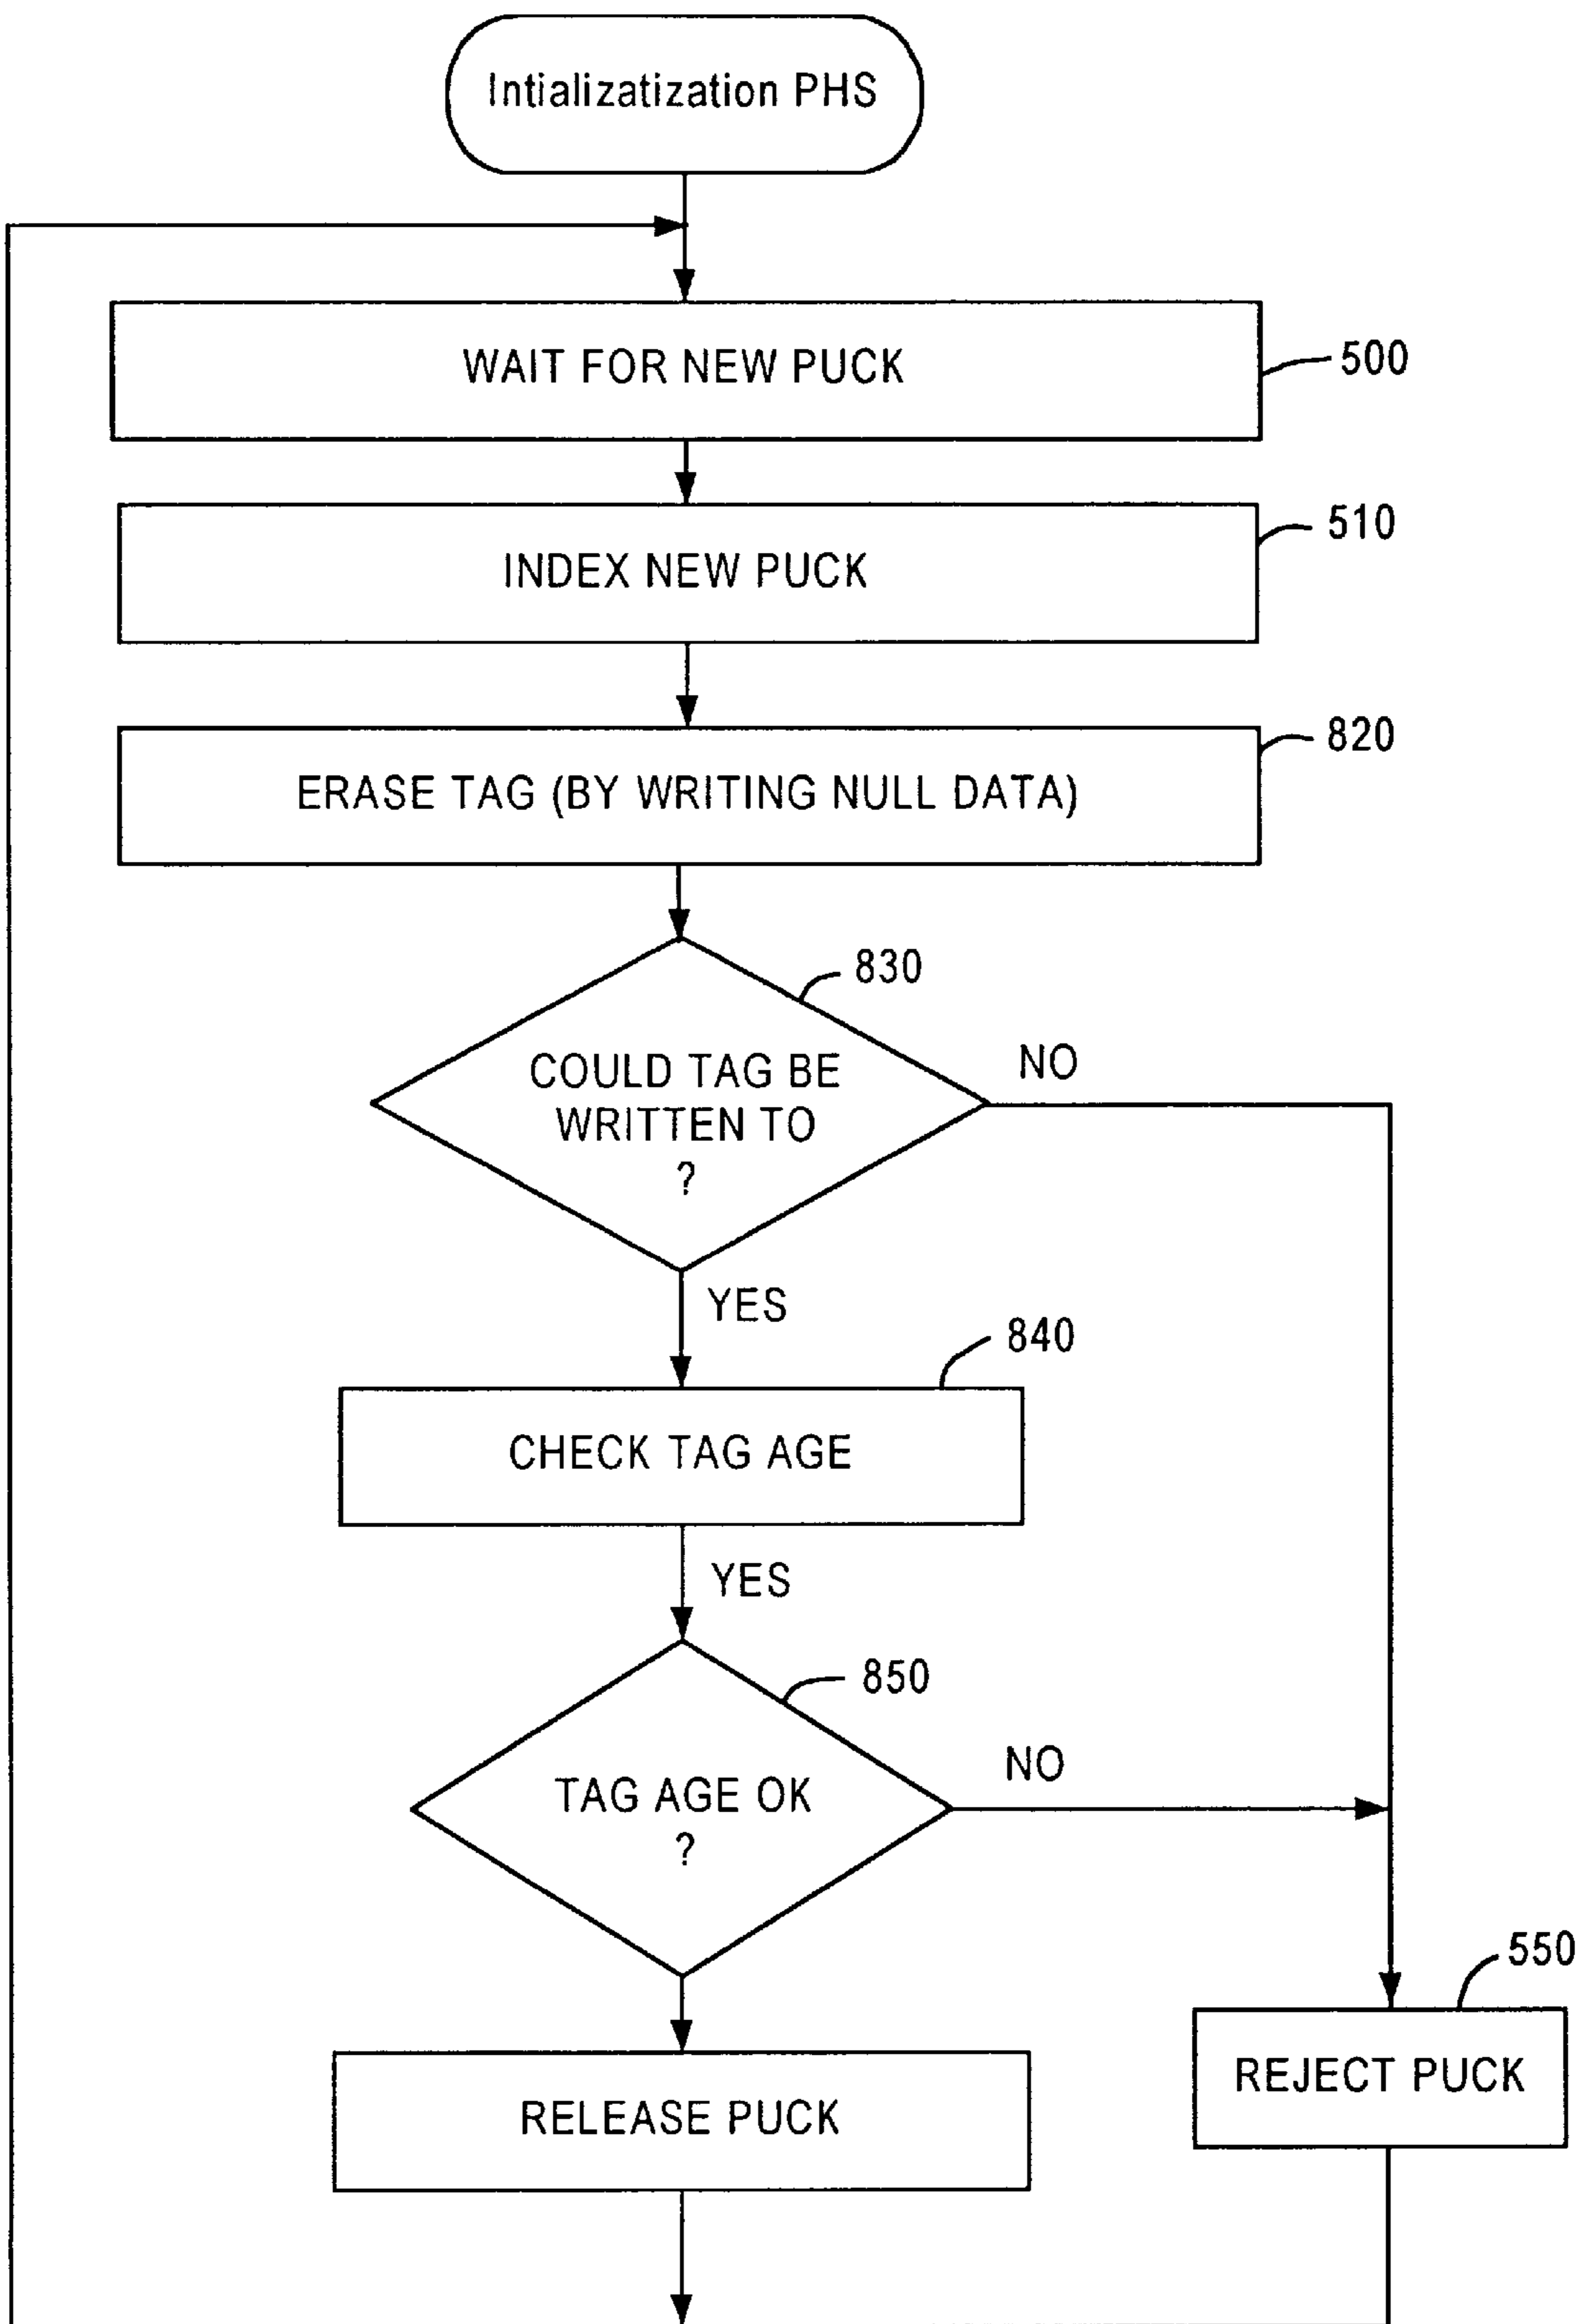 Intializatization PHS
WAIT FOR NEW PUCK
500
INDEX NEW PUCK
510
ERASE TAG (BY WRITING NULL DATA)
820
830
COULD TAG BE
WRITTEN TO
?
NO
YES
840
CHECK TAG AGE
YES
850
TAG AGE OK
?
NO
550
REJECT PUCK
RELEASE PUCK